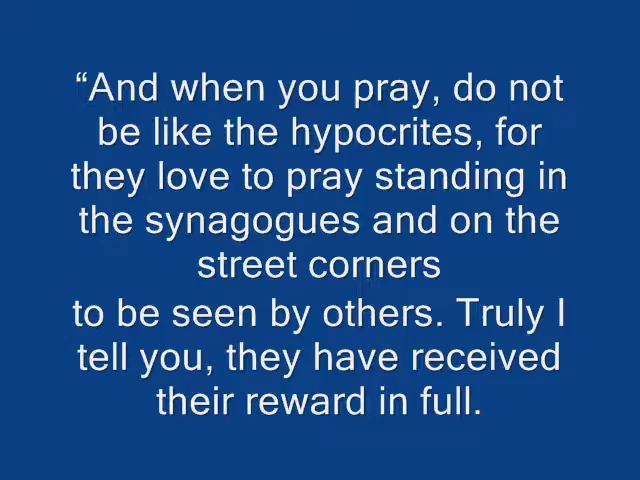 “And when you pray, do not
be like the hypocrites, for
they love to pray standing in
the synagogues and on the
street corners
to be seen by others. Truly I
tell you, they have received
their reward in full.